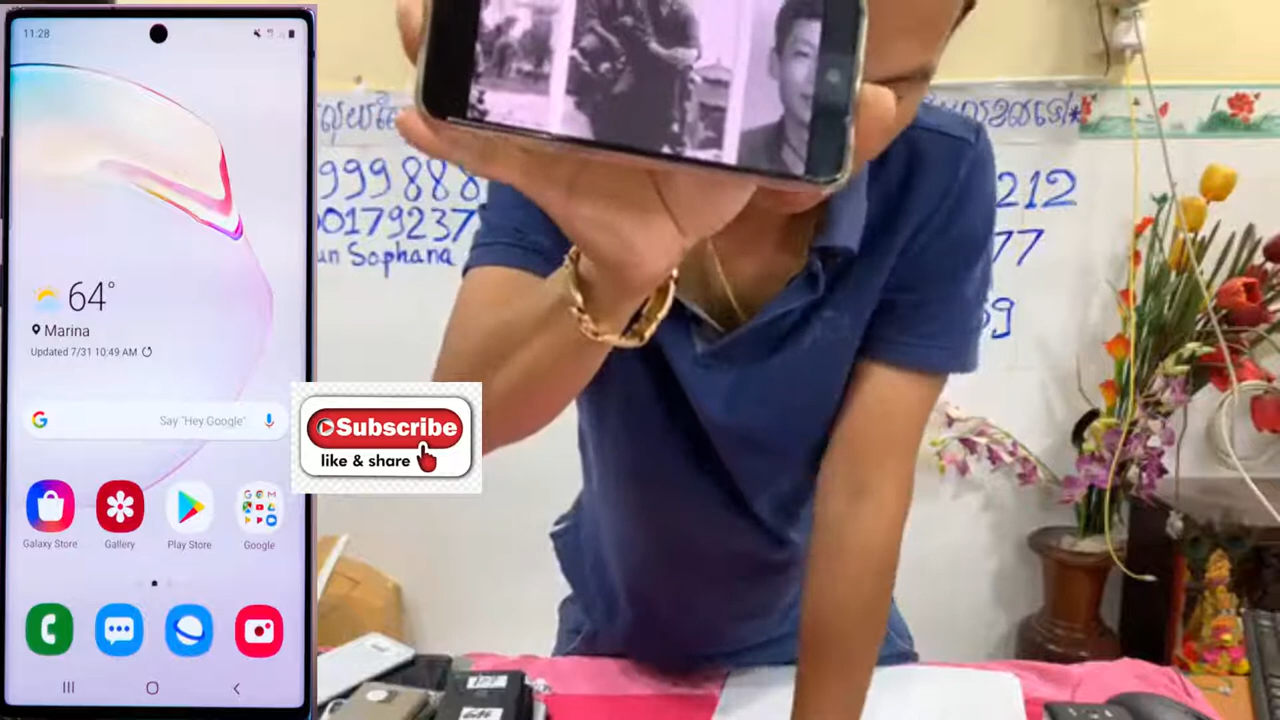 11:28
64°
Marina
Updated 7/31 10:49 AM
Say "Hey Google"
Galaxy Store
Gallery
Play Store
Google
Subscribe
like & share
999888
212
00179237
77
un Sophana